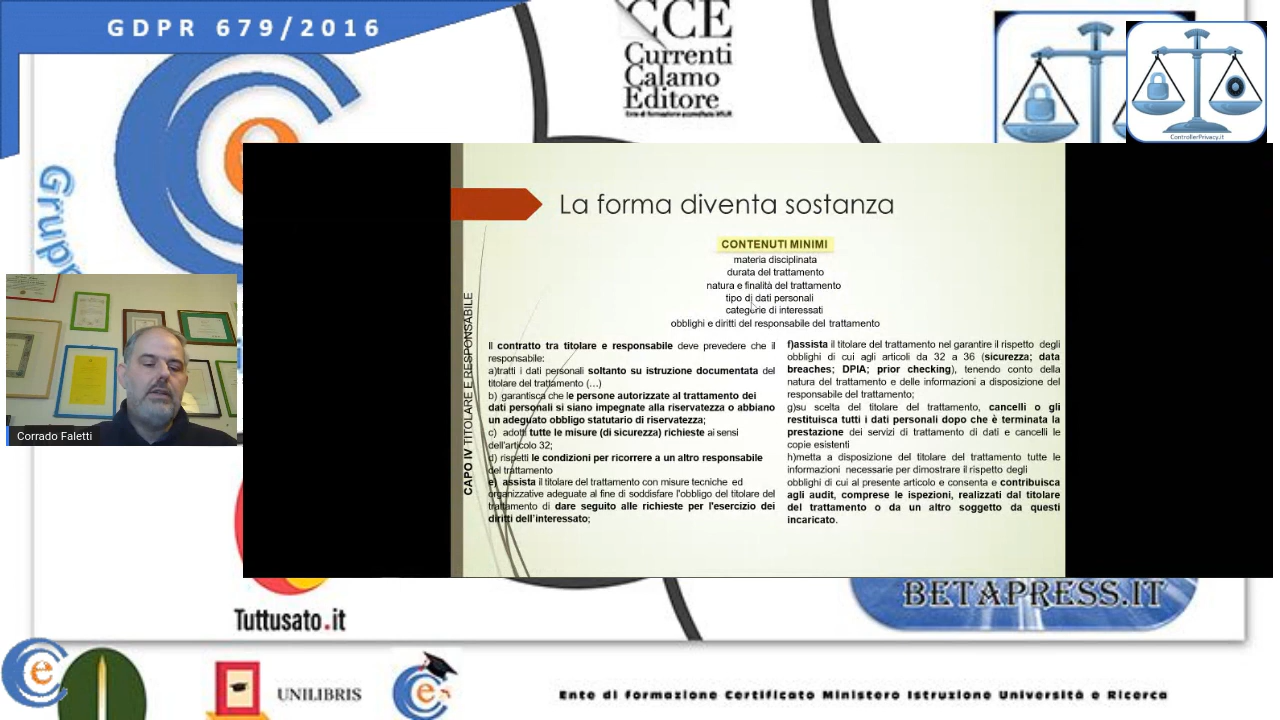 GDPR 679/2016
CCE
Currenti
Calamo
Editore
Ente di formazione accreditato MIUR
ControllerPrivacy.it
Grupp
La forma diventa sostanza
CONTENUTI MINIMI
materia disciplinata
durata del trattamento
natura e finalità del trattamento
tipo di dati personali
categorie di interessati
obblighi e diritti del responsabile del trattamento
CAPO IV TITOLARE E RESPONSABILE
Il contratto tra titolare e responsabile deve prevedere che il
responsabile:
a)tratti i dati personali soltanto su istruzione documentata del
titolare del trattamento (…)
b) garantisca che le persone autorizzate al trattamento dei
dati personali si siano impegnate alla riservatezza o abbiano
un adeguato obbligo statutario di riservatezza;
c) adotti tutte le misure (di sicurezza) richieste ai sensi
dell'articolo 32;
d) rispetti le condizioni per ricorrere a un altro responsabile
del trattamento
e) assista il titolare del trattamento con misure tecniche ed
organizzative adeguate al fine di soddisfare l'obbligo del titolare del
trattamento di dare seguito alle richieste per l'esercizio dei
diritti dell'interessato;
f)assista il titolare del trattamento nel garantire il rispetto degli
obblighi di cui agli articoli da 32 a 36 (sicurezza; data
breaches; DPIA; prior checking), tenendo conto della
natura del trattamento e delle informazioni a disposizione del
responsabile del trattamento;
g)su scelta del titolare del trattamento, cancelli o gli
restituisca tutti i dati personali dopo che è terminata la
prestazione dei servizi di trattamento di dati e cancelli le
copie esistenti
h)metta a disposizione del titolare del trattamento tutte le
informazioni necessarie per dimostrare il rispetto degli
obblighi di cui al presente articolo e consenta e contribuisca
agli audit, comprese le ispezioni, realizzati dal titolare
del trattamento o da un altro soggetto da questi
incaricato.
Corrado Faletti
Tuttusato.it
BETAPRESS.IT
UNILIBRIS
Ente di formazione Certificato Ministero Istruzione Università e Ricerca